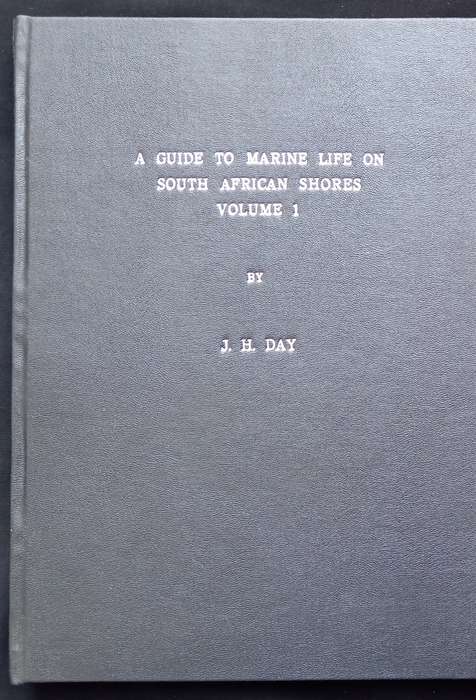 A GUIDE TO MARINE LIFE ON
SOUTH AFRICAN SHORES
VOLUME 1
BY
J. H. DAY